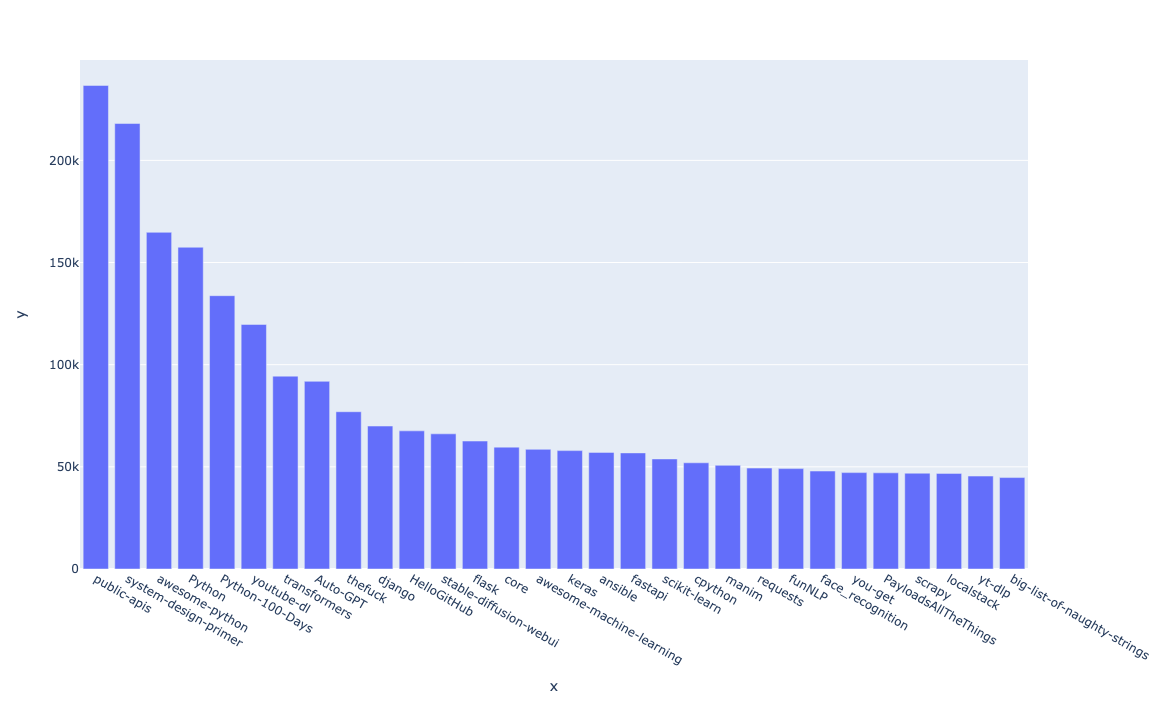 200k
150k
100k
50k
0
y
public-apis
system-design-primer
awesome-python
Python
Python-100-Days
youtube-dl
transformers
Auto-GPT
thefuck
django
HelloGitHub
stable-diffusion-webui
flask
core
awesome-machine-learning
keras
ansible
fastapi
scikit-learn
cpython
manim
requests
funNLP
face_recognition
you-get
PayloadsAllTheThings
scrapy
localstack
yt-dlp
big-list-of-naughty-strings
x